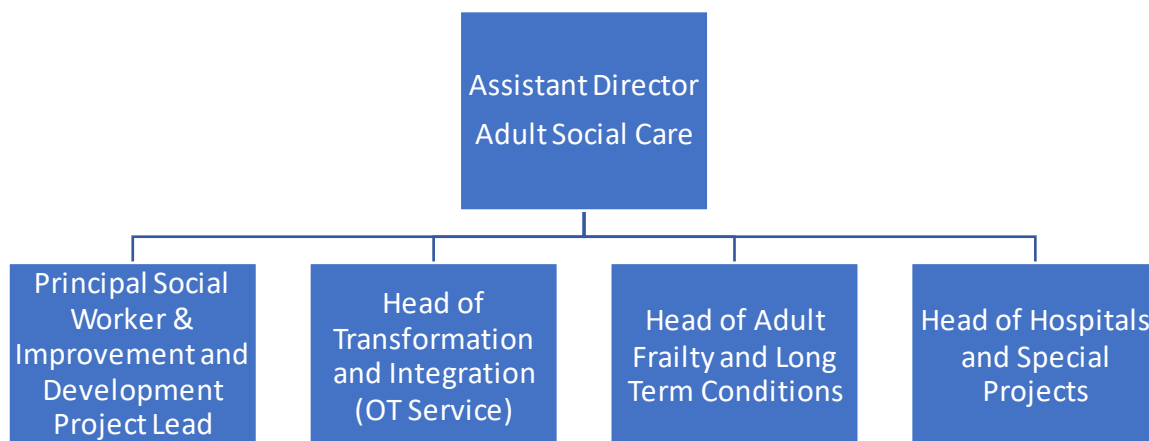 Assistant Director
Adult Social Care
Principal Social
Worker &
Improvement and
Development
Project Lead
Head of
Transformation
and Integration
(OT Service)
Head of Adult
Frailty and Long
Term Conditions
Head of Hospitals
and Special
Projects